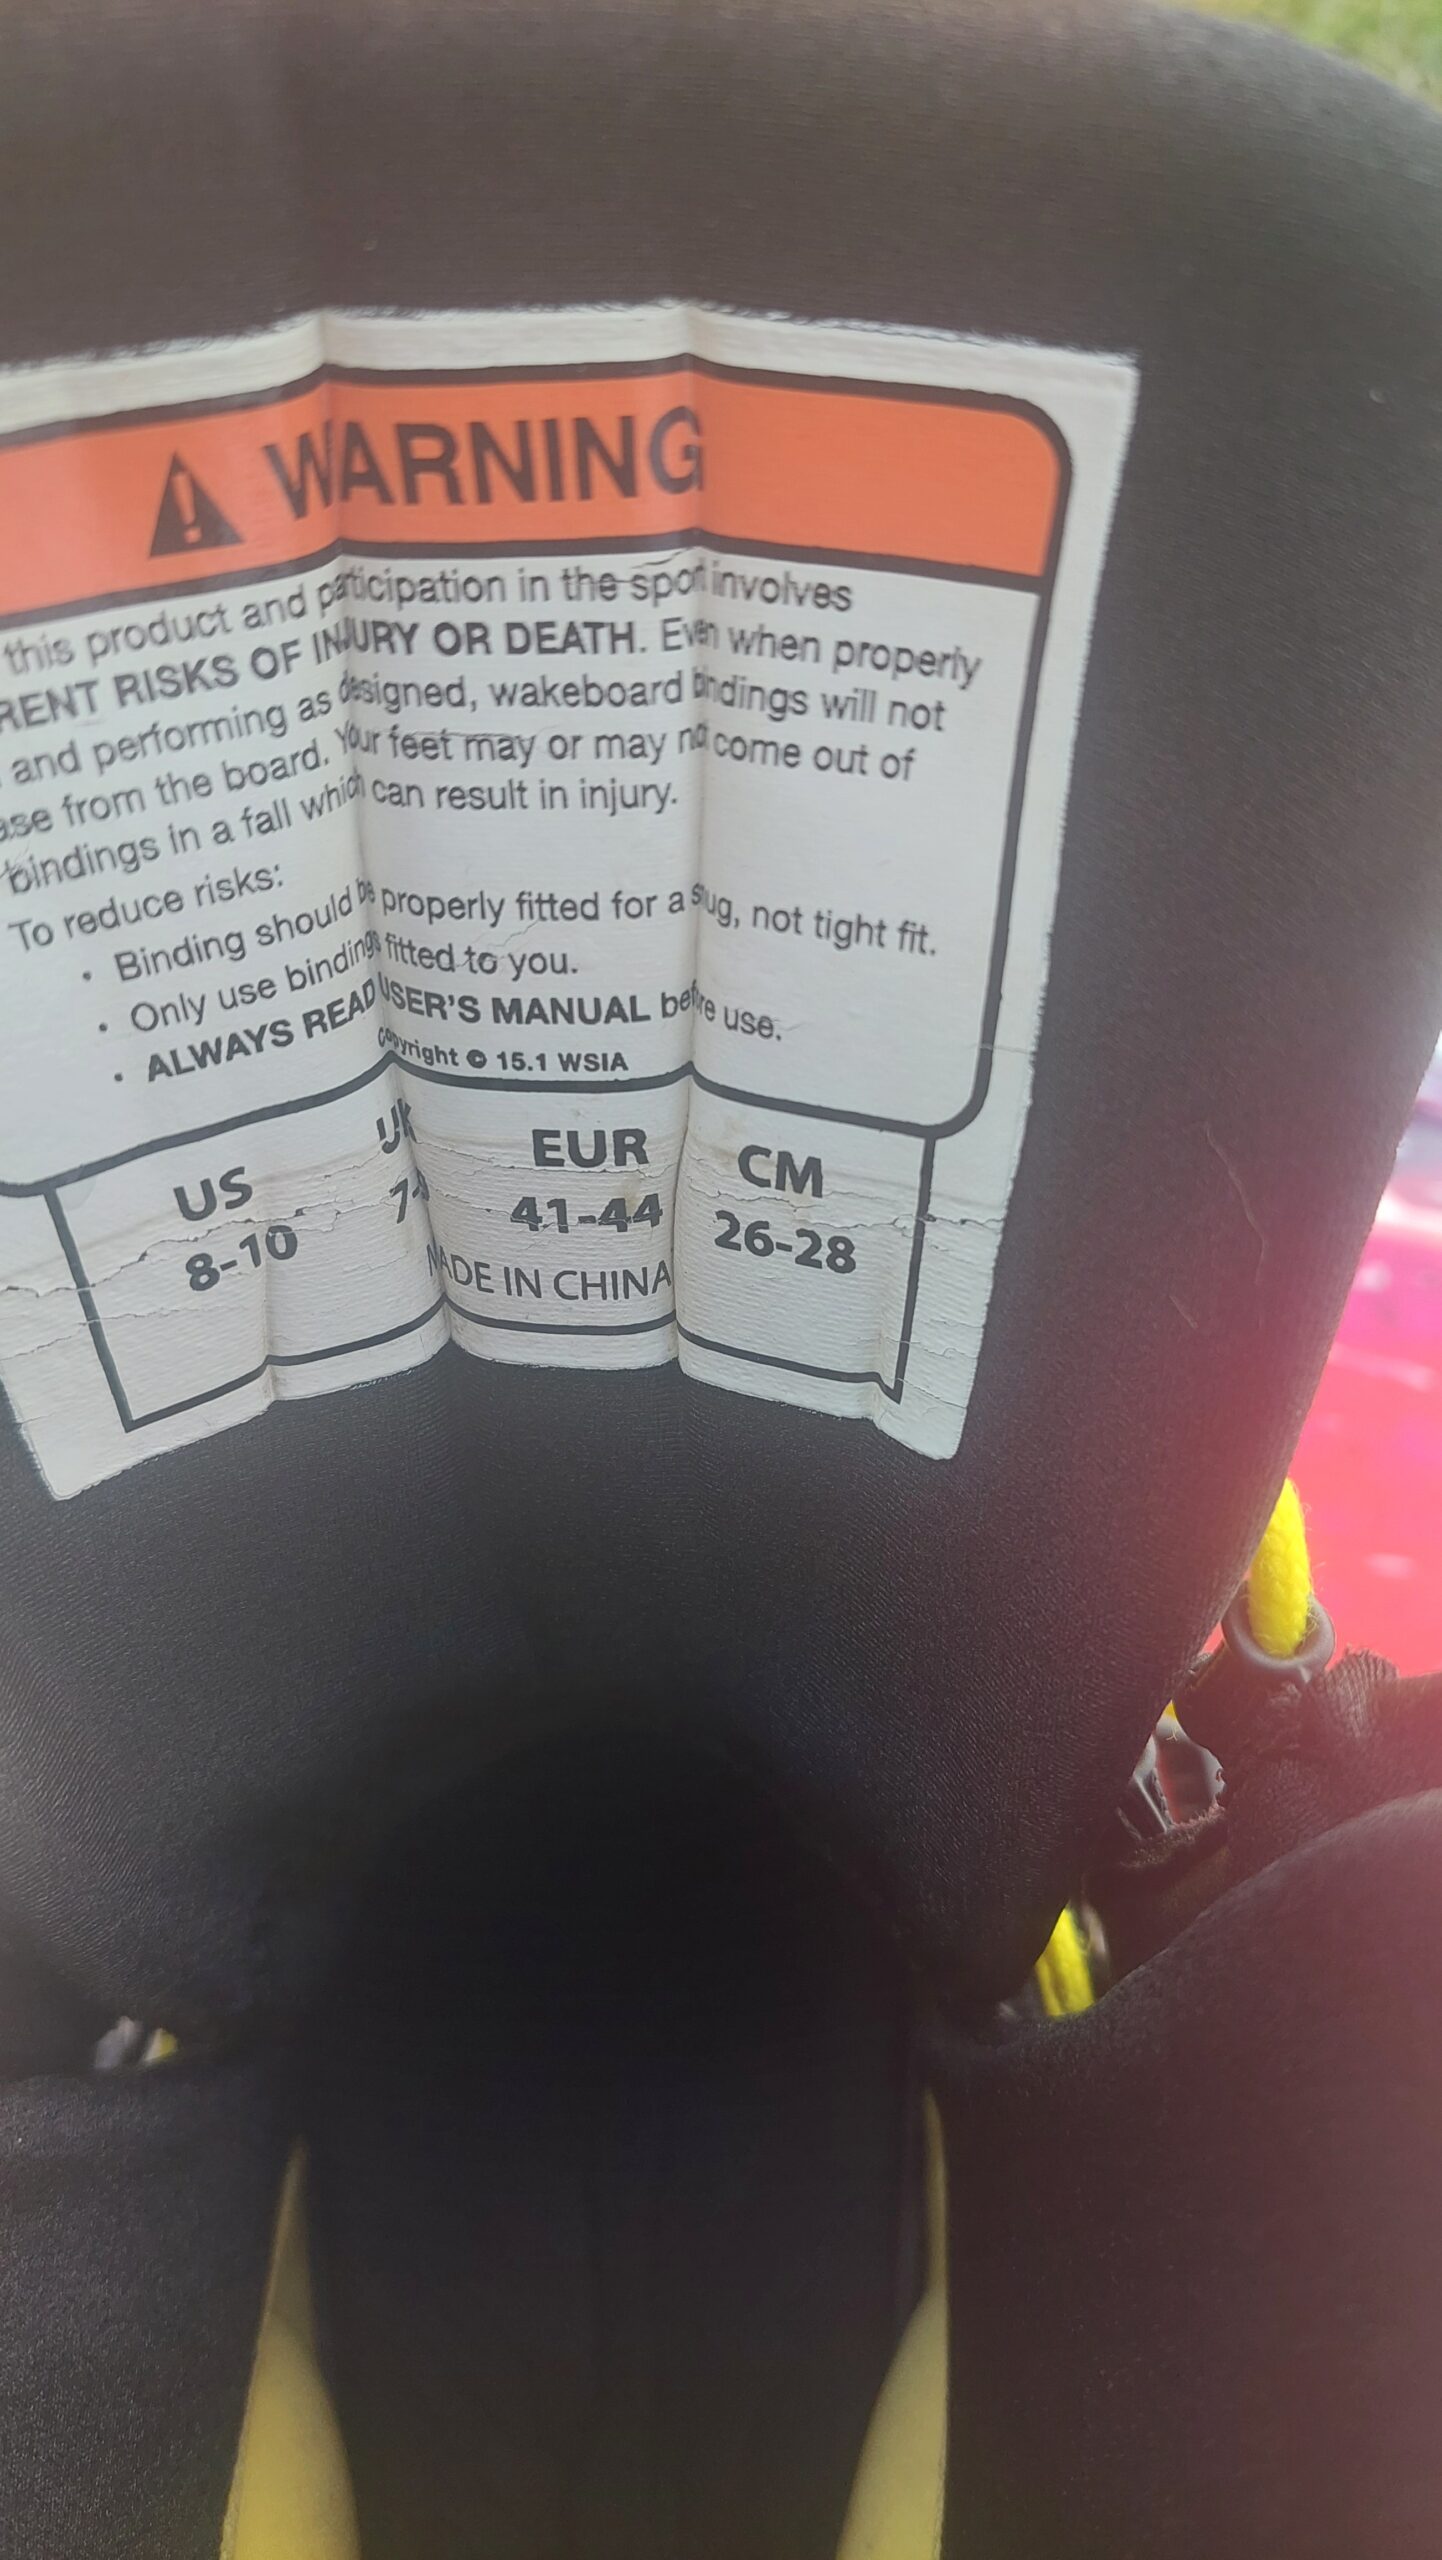 WARNING
this product and participation in the sport involves
RENT RISKS OF INJURY OR DEATH. Even when properly
and performing as designed, wakeboard bindings will not
ase from the board. Your feet may or may not come out of
bindings in a fall which can result in injury.
To reduce risks:
• Binding should be properly fitted for a snug, not tight fit.
• Only use bindings fitted to you.
• ALWAYS READ USER'S MANUAL before use.
Copyright © 15.1 WSIA
US UK EUR CM
8-10 7-9 41-44 26-28
MADE IN CHINA